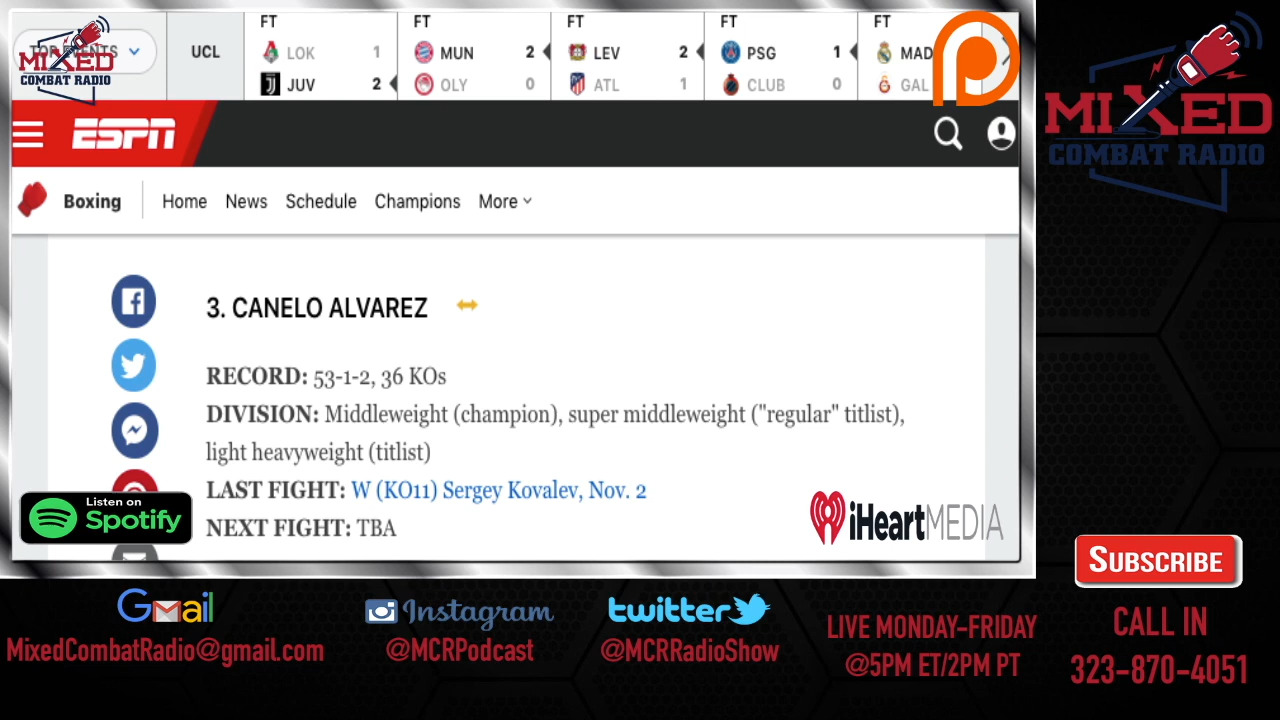 FT FT FT FT FT
TOP EVENTS
MIXED
COMBAT RADIO
UCL
LOK 1
JUV 2
MUN 2
OLY 0
LEV 2
ATL 1
PSG 1
CLUB 0
MAD
GAL
ESPN
Boxing Home News Schedule Champions More
3. CANELO ALVAREZ
RECORD: 53-1-2, 36 KOs
DIVISION: Middleweight (champion), super middleweight ("regular" titlist),
light heavyweight (titlist)
LAST FIGHT: W (KO11) Sergey Kovalev, Nov. 2
NEXT FIGHT: TBA
Listen on
Spotify
iHeartMEDIA
MIXED
COMBAT RADIO
SUBSCRIBE
Gmail
MixedCombatRadio@gmail.com
Instagram
@MCRPodcast
twitter
@MCRRadioShow
LIVE MONDAY-FRIDAY
@5PM ET/2PM PT
CALL IN
323-870-4051